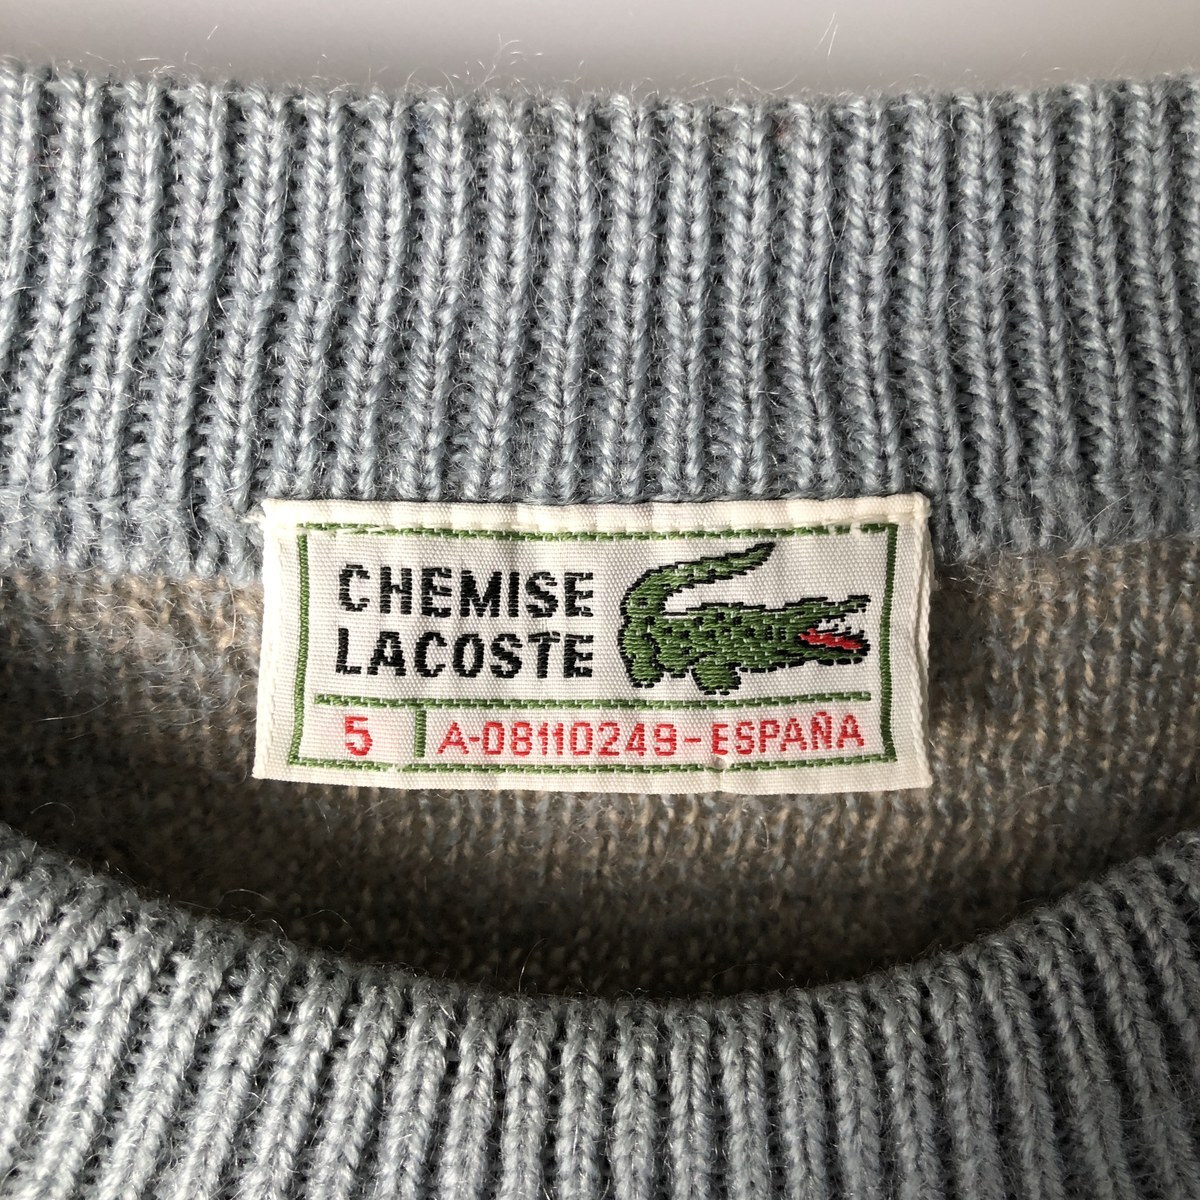 CHEMISE
LACOSTE
5 A-08110249-ESPAÑA